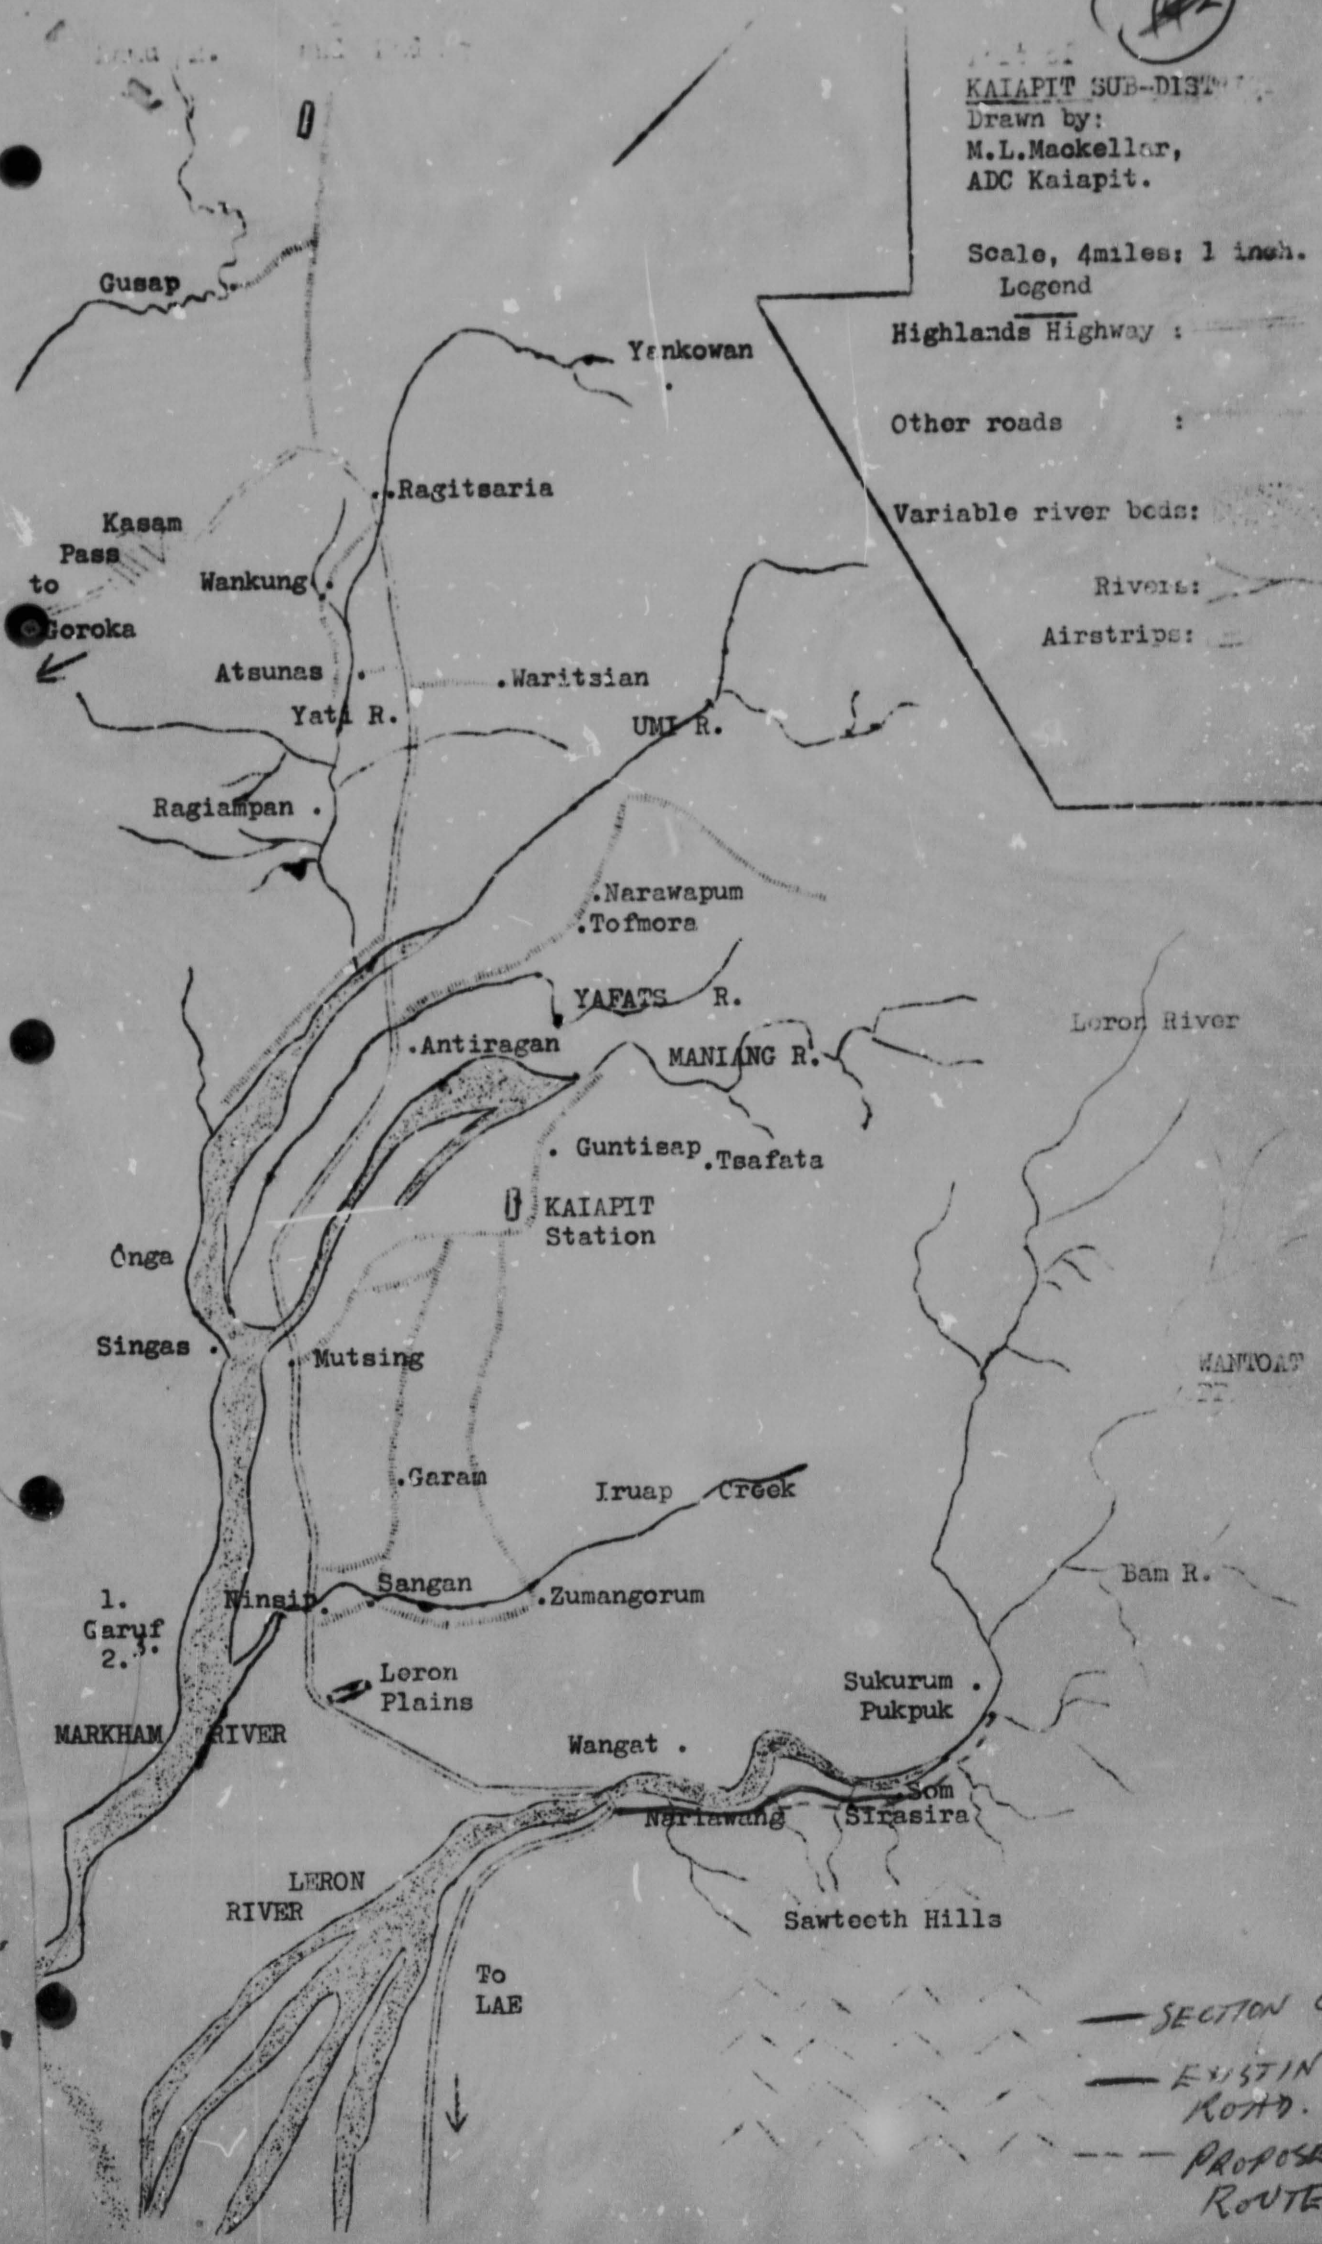 KAIAPIT SUB-DIST
Drawn by:
M.L.Mackellar,
ADC Kaiapit.
Scale, 4miles: 1 inch.
Legend
Highlands Highway :
Other roads :
Variable river beds:
Rivers:
Airstrips:
Gusap
Yankowan
.Ragitsaria
Kasam
Pass
to
Goroka
Wankung
Atsunas
.Waritsian
Yati R.
UMI R.
Ragiampan .
.Narawapum
.Tofmora
YAFATS R.
Leron River
.Antiragan
MANIANG R.
. Guntisap
.Tsafata
KAIAPIT
Station
Onga
Singas .
Mutsing
WANTOAT
.Garam
Iruap Creek
Bam R.
Sangan
Ninsip.
.Zumangorum
1.
Garuf
2. 3.
Leron
Plains
Sukurum .
Pukpuk
MARKHAM RIVER
Wangat .
Som
Nariawang
Sirasira
LERON
RIVER
Sawteeth Hills
To
LAE
SECTION
EXISTIN
ROAD.
PROPOSE
ROUTE